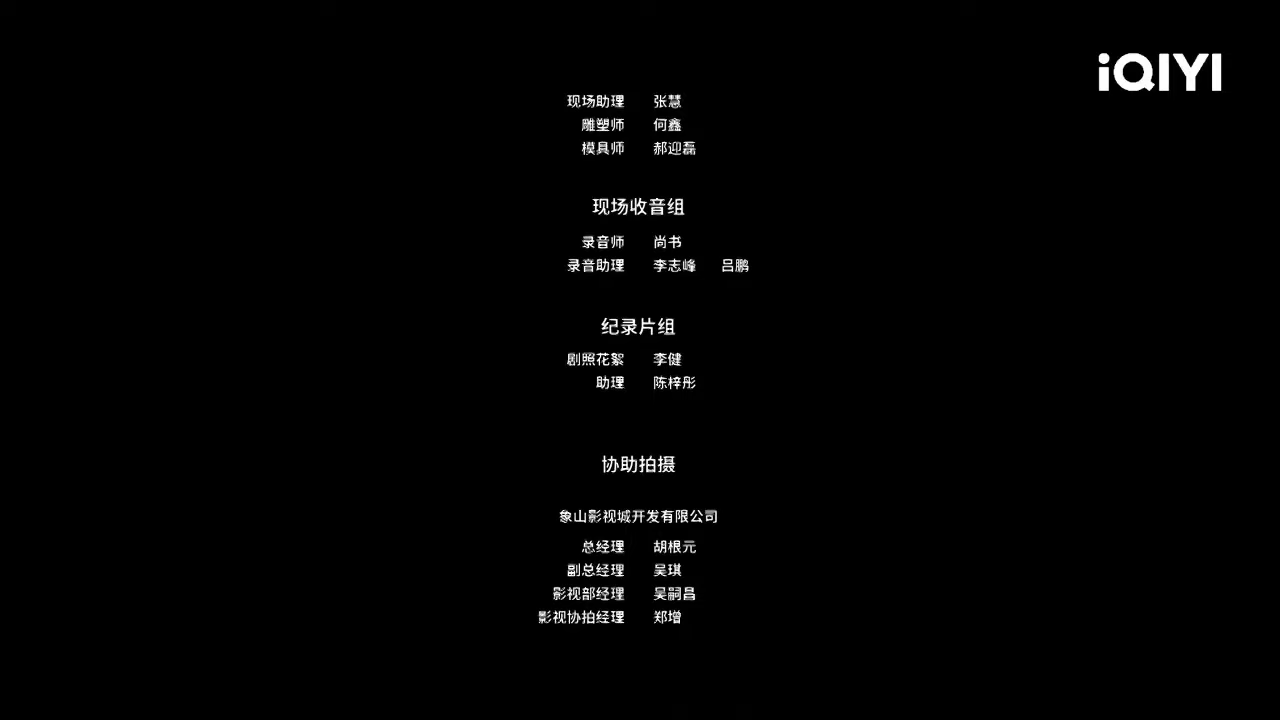 iQIYI
现场助理 张慧
雕塑师 何鑫
模具师 郝迎磊
现场收音组
录音师 尚书
录音助理 李志峰 吕鹏
纪录片组
剧照花絮 李健
助理 陈梓彤
协助拍摄
象山影视城开发有限公司
总经理 胡根元
副总经理 吴琪
影视部经理 吴嗣昌
影视协拍经理 郑增